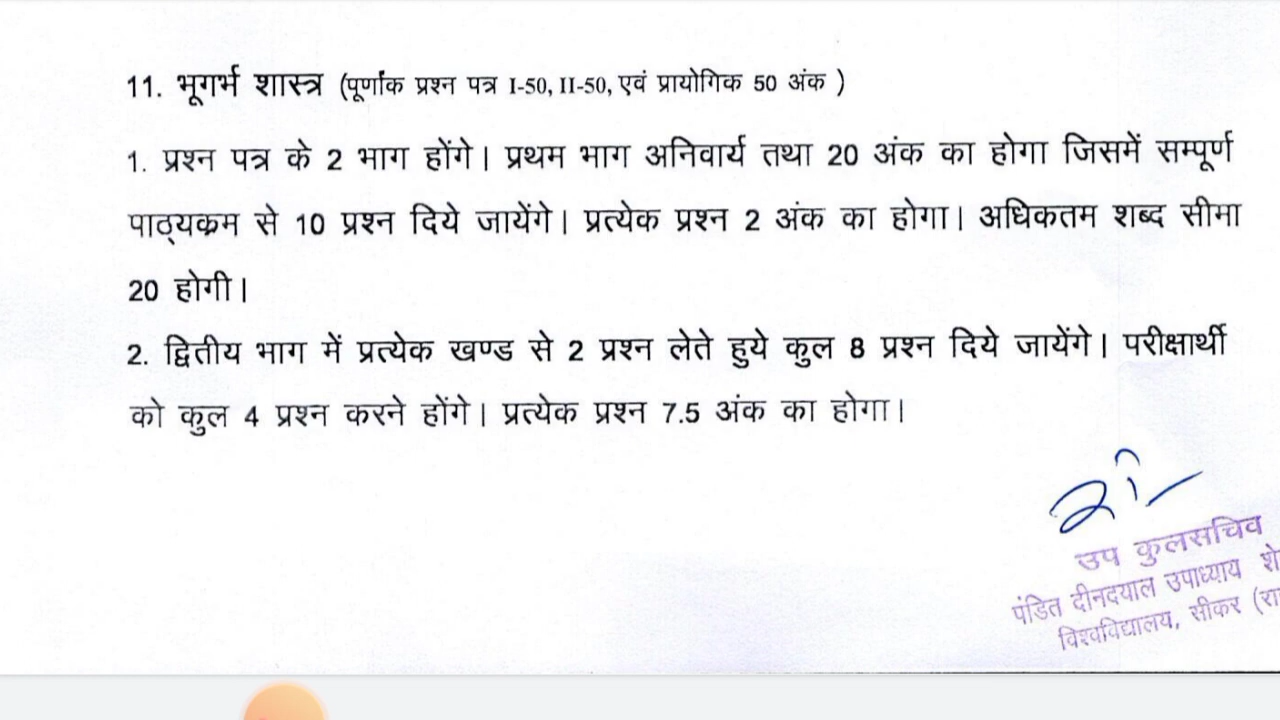 11. भूगर्भ शास्त्र (पूर्णांक प्रश्न पत्र I-50, II-50, एवं प्रायोगिक 50 अंक )
1. प्रश्न पत्र के 2 भाग होंगे। प्रथम भाग अनिवार्य तथा 20 अंक का होगा जिसमें सम्पूर्ण
पाठ्यक्रम से 10 प्रश्न दिये जायेंगे। प्रत्येक प्रश्न 2 अंक का होगा। अधिकतम शब्द सीमा
20 होगी।
2. द्वितीय भाग में प्रत्येक खण्ड से 2 प्रश्न लेते हुये कुल 8 प्रश्न दिये जायेंगे। परीक्षार्थी
को कुल 4 प्रश्न करने होंगे। प्रत्येक प्रश्न 7.5 अंक का होगा।
उप कुलसचिव
पंडित दीनदयाल उपाध्याय
विश्वविद्यालय, सीकर